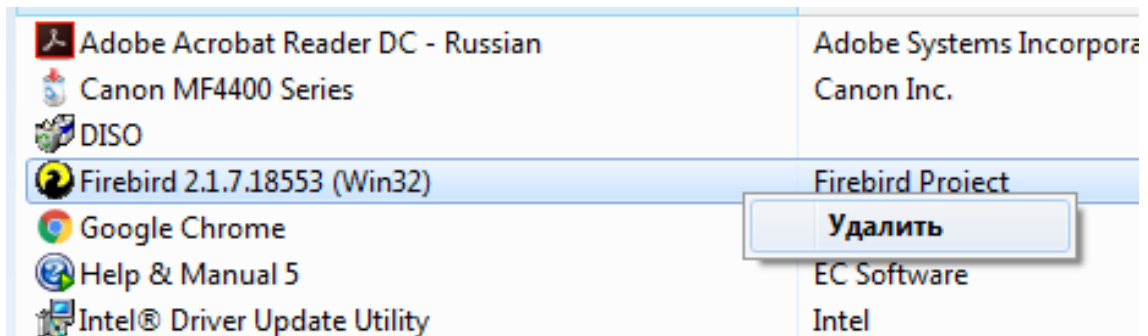 Adobe Acrobat Reader DC - Russian Adobe Systems Incorpora
Canon MF4400 Series Canon Inc.
DISO
Firebird 2.1.7.18553 (Win32) Firebird Project
Удалить
Google Chrome
Help & Manual 5 EC Software
Intel® Driver Update Utility Intel